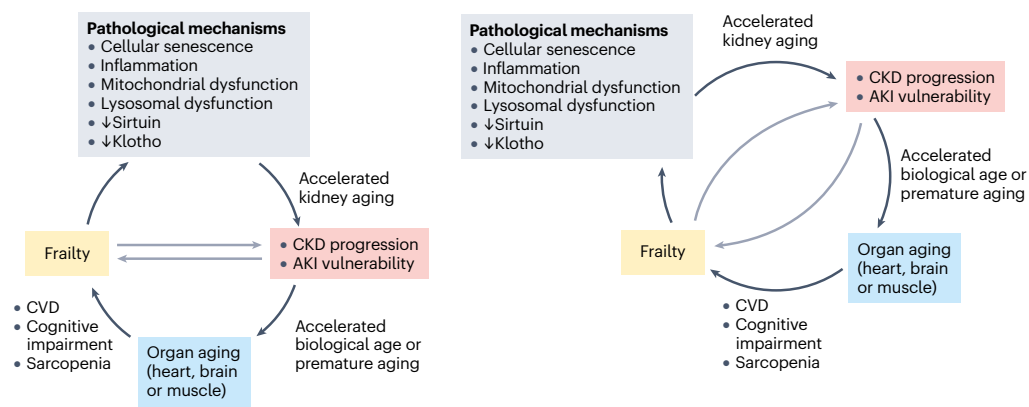 Pathological mechanisms
• Cellular senescence
• Inflammation
• Mitochondrial dysfunction
• Lysosomal dysfunction
• ↓Sirtuin
• ↓Klotho
Accelerated
kidney aging
Frailty
• CKD progression
• AKI vulnerability
• CVD
• Cognitive
impairment
• Sarcopenia
Organ aging
(heart, brain
or muscle)
Accelerated
biological age or
premature aging
Pathological mechanisms
• Cellular senescence
• Inflammation
• Mitochondrial dysfunction
• Lysosomal dysfunction
• ↓Sirtuin
• ↓Klotho
Accelerated
kidney aging
• CKD progression
• AKI vulnerability
Accelerated
biological age or
premature aging
Frailty
Organ aging
(heart, brain
or muscle)
• CVD
• Cognitive
impairment
• Sarcopenia